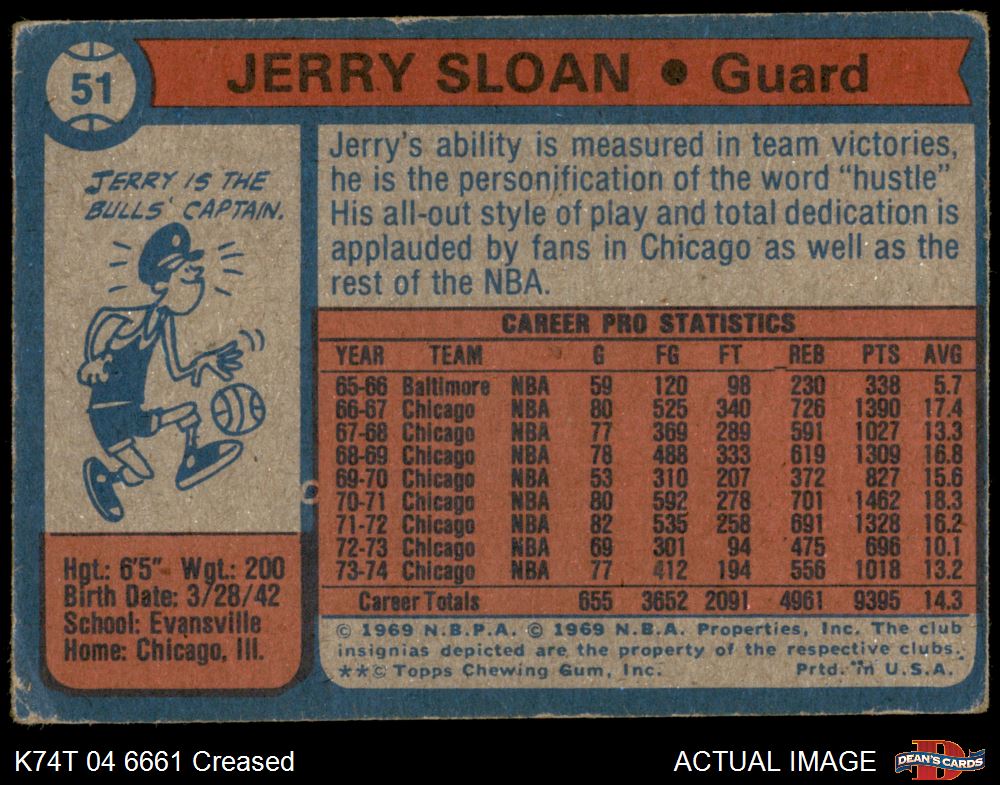 51
JERRY SLOAN • Guard
JERRY IS THE
BULLS' CAPTAIN.
Jerry's ability is measured in team victories,
he is the personification of the word "hustle"
His all-out style of play and total dedication is
applauded by fans in Chicago as well as the
rest of the NBA.
CAREER PRO STATISTICS
YEAR TEAM G FG FT REB PTS AVG
65-66 Baltimore NBA 59 120 98 230 338 5.7
66-67 Chicago NBA 80 525 340 726 1390 17.4
67-68 Chicago NBA 77 369 289 591 1027 13.3
68-69 Chicago NBA 78 488 333 619 1309 16.8
69-70 Chicago NBA 53 310 207 372 827 15.6
70-71 Chicago NBA 80 592 278 701 1462 18.3
71-72 Chicago NBA 82 535 258 691 1328 16.2
72-73 Chicago NBA 69 301 94 475 696 10.1
73-74 Chicago NBA 77 412 194 556 1018 13.2
Career Totals 655 3652 2091 4961 9395 14.3
Hgt.: 6'5" Wgt.: 200
Birth Date: 3/28/42
School: Evansville
Home: Chicago, Ill.
© 1969 N.B.P.A. © 1969 N.B.A. Properties, Inc. The club
insignias depicted are the property of the respective clubs.
**© Topps Chewing Gum, Inc. Prtd. in U.S.A.
K74T 04 6661 Creased
ACTUAL IMAGE
D
DEAN'S CARDS